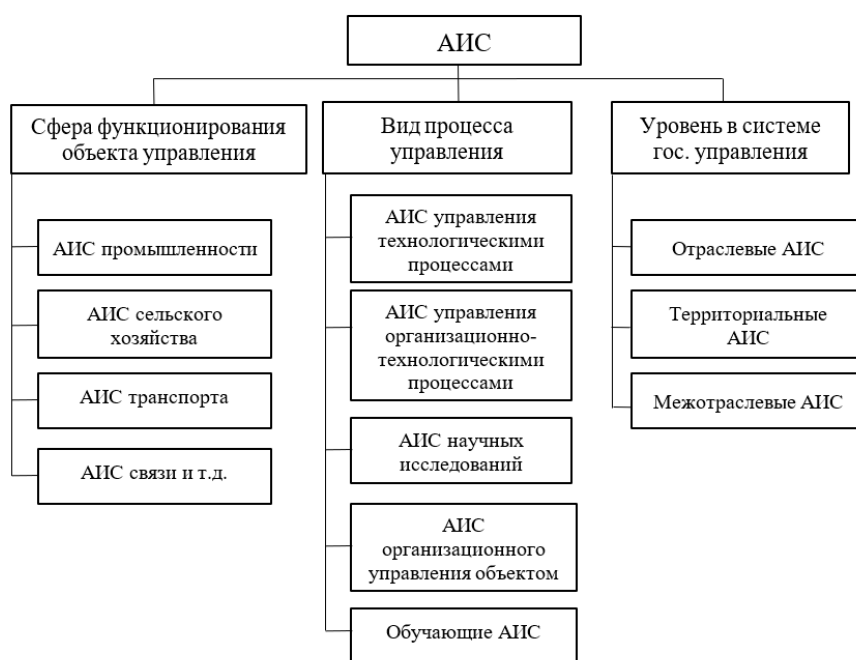 АИС
Сфера функционирования
объекта управления
АИС промышленности
АИС сельского
хозяйства
АИС транспорта
АИС связи и т.д.
Вид процесса
управления
АИС управления
технологическими
процессами
АИС управления
организационно-
технологическими
процессами
АИС научных
исследований
АИС
организационного
управления объектом
Обучающие АИС
Уровень в системе
гос. управления
Отраслевые АИС
Территориальные
АИС
Межотраслевые АИС